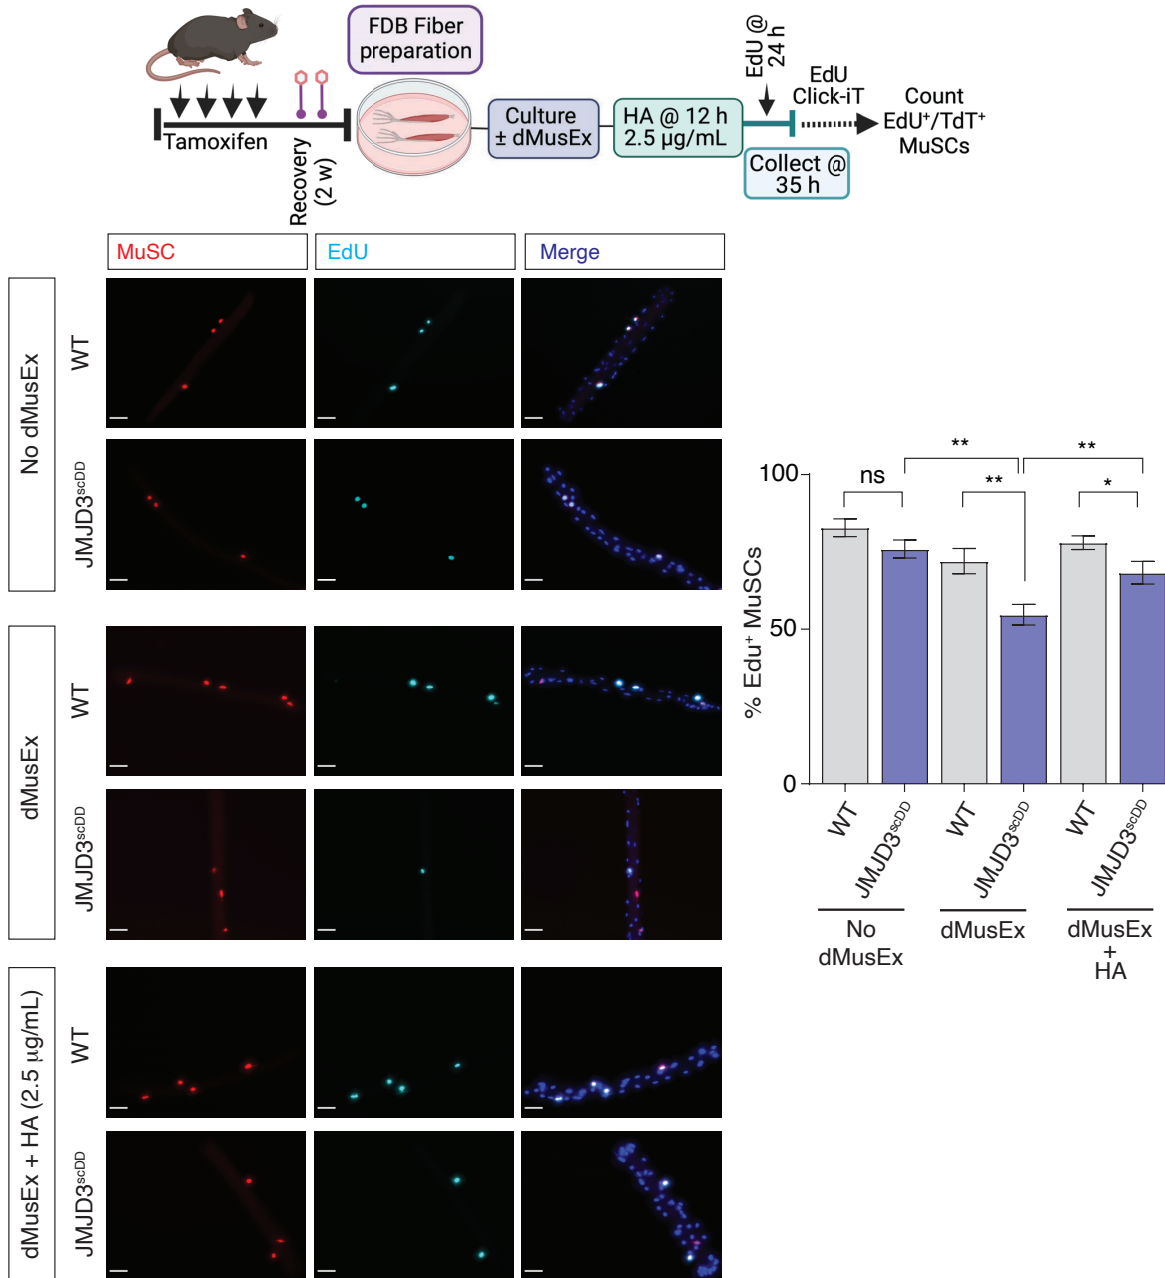 FDB Fiber
preparation
Tamoxifen
Recovery
(2 w)
Culture
± dMusEx
HA @ 12 h
2.5 µg/mL
EdU @
24 h
EdU
Click-iT
Collect @
35 h
Count
EdU⁺/TdT⁺
MuSCs
MuSC
EdU
Merge
No dMusEx
WT
JMJD3ˢᶜᴰᴰ
dMusEx
WT
JMJD3ˢᶜᴰᴰ
dMusEx + HA (2.5 µg/mL)
WT
JMJD3ˢᶜᴰᴰ
% Edu⁺ MuSCs
100
50
0
ns
**
**
**
*
WT
JMJD3ˢᶜᴰᴰ
WT
JMJD3ˢᶜᴰᴰ
WT
JMJD3ˢᶜᴰᴰ
No
dMusEx
dMusEx
dMusEx
+
HA